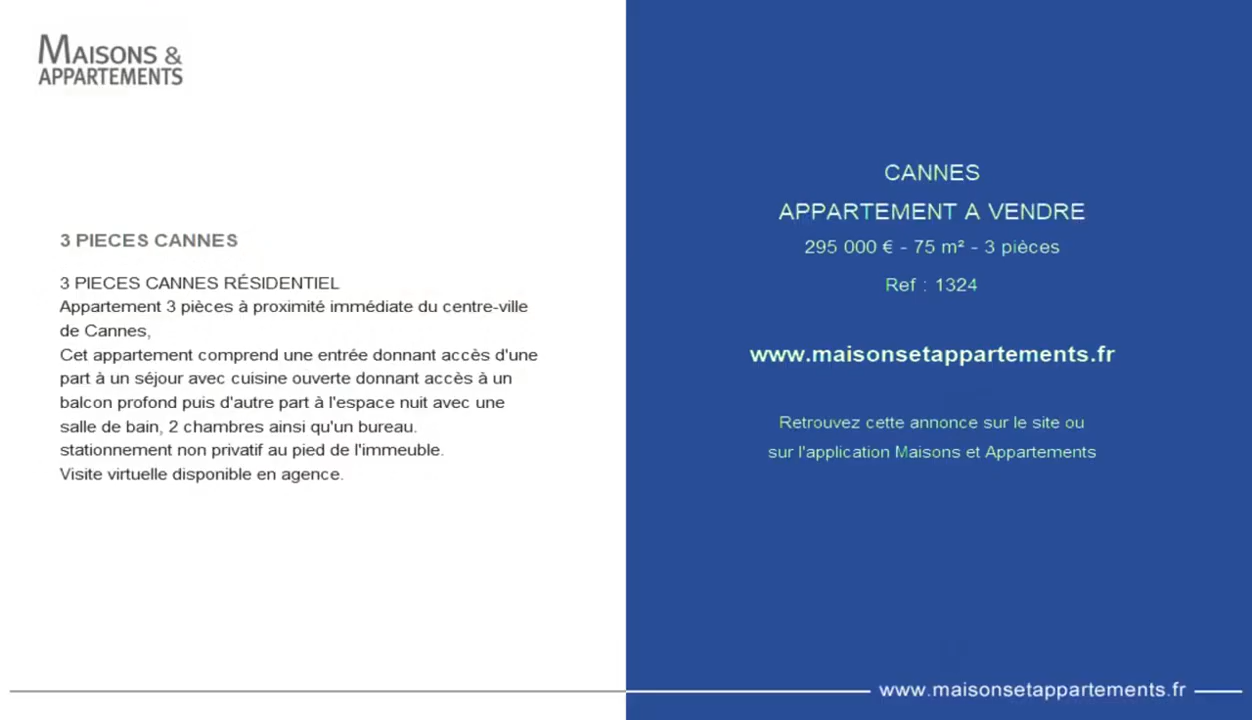 MAISONS &
APPARTEMENTS
3 PIECES CANNES
3 PIECES CANNES RÉSIDENTIEL
Appartement 3 pièces à proximité immédiate du centre-ville
de Cannes,
Cet appartement comprend une entrée donnant accès d'une
part à un séjour avec cuisine ouverte donnant accès à un
balcon profond puis d'autre part à l'espace nuit avec une
salle de bain, 2 chambres ainsi qu'un bureau.
stationnement non privatif au pied de l'immeuble.
Visite virtuelle disponible en agence.
CANNES
APPARTEMENT A VENDRE
295 000 € - 75 m² - 3 pièces
Ref : 1324
www.maisonsetappartements.fr
Retrouvez cette annonce sur le site ou
sur l'application Maisons et Appartements
www.maisonsetappartements.fr